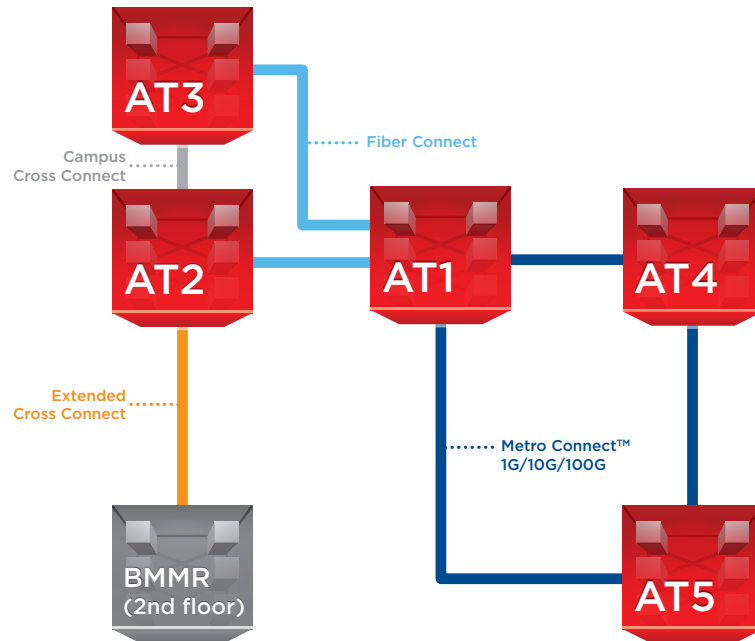 AT3
Fiber Connect
Campus
Cross Connect
AT2
AT1
AT4
Extended
Cross Connect
Metro Connect™
1G/10G/100G
BMMR
(2nd floor)
AT5